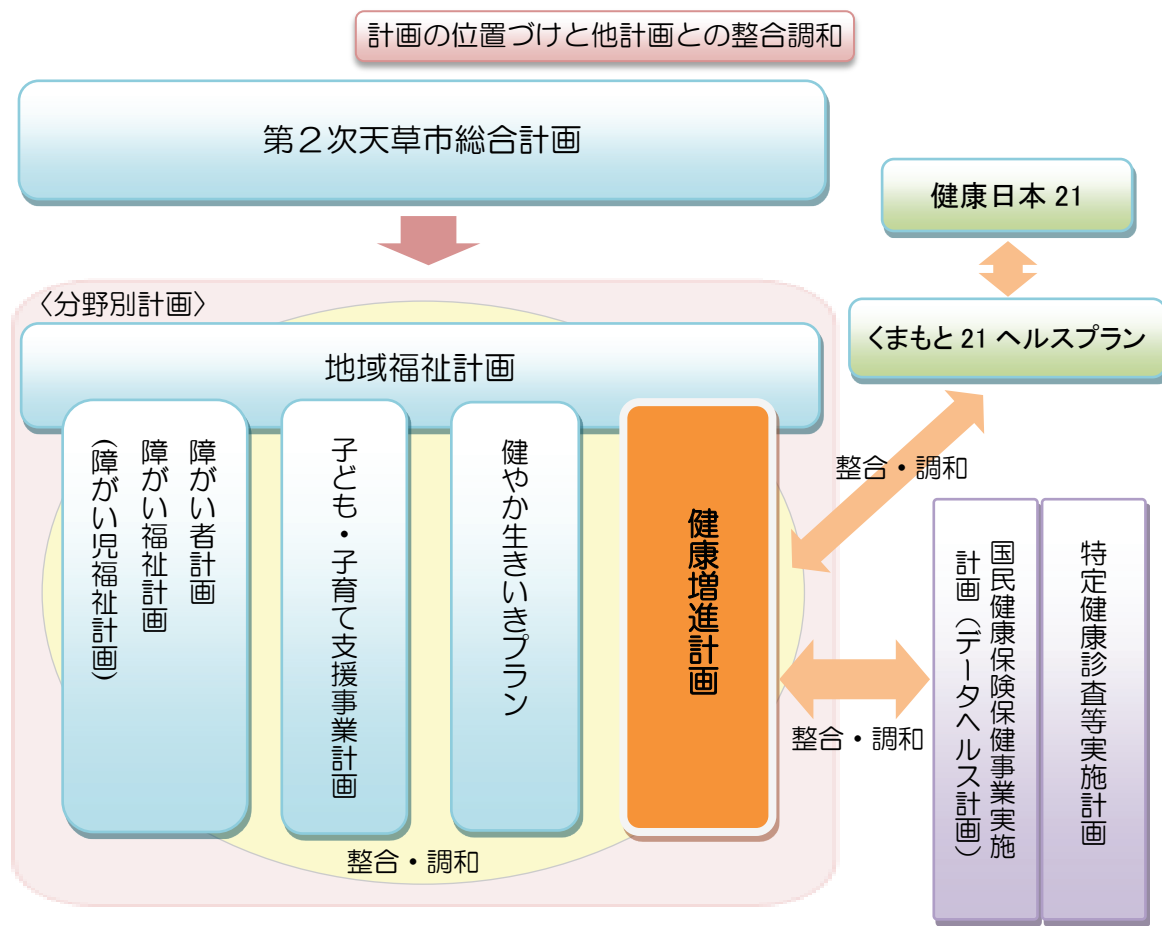 計画の位置づけと他計画との整合調和
第２次天草市総合計画
健康日本 21
くまもと 21 ヘルスプラン
〈分野別計画〉
地域福祉計画
障がい者計画
障がい福祉計画
（障がい児福祉計画）
子ども・子育て支援事業計画
健やか生きいきプラン
健康増進計画
整合・調和
整合・調和
整合・調和
国民健康保険保健事業実施
計画（データヘルス計画）
特定健康診査等実施計画